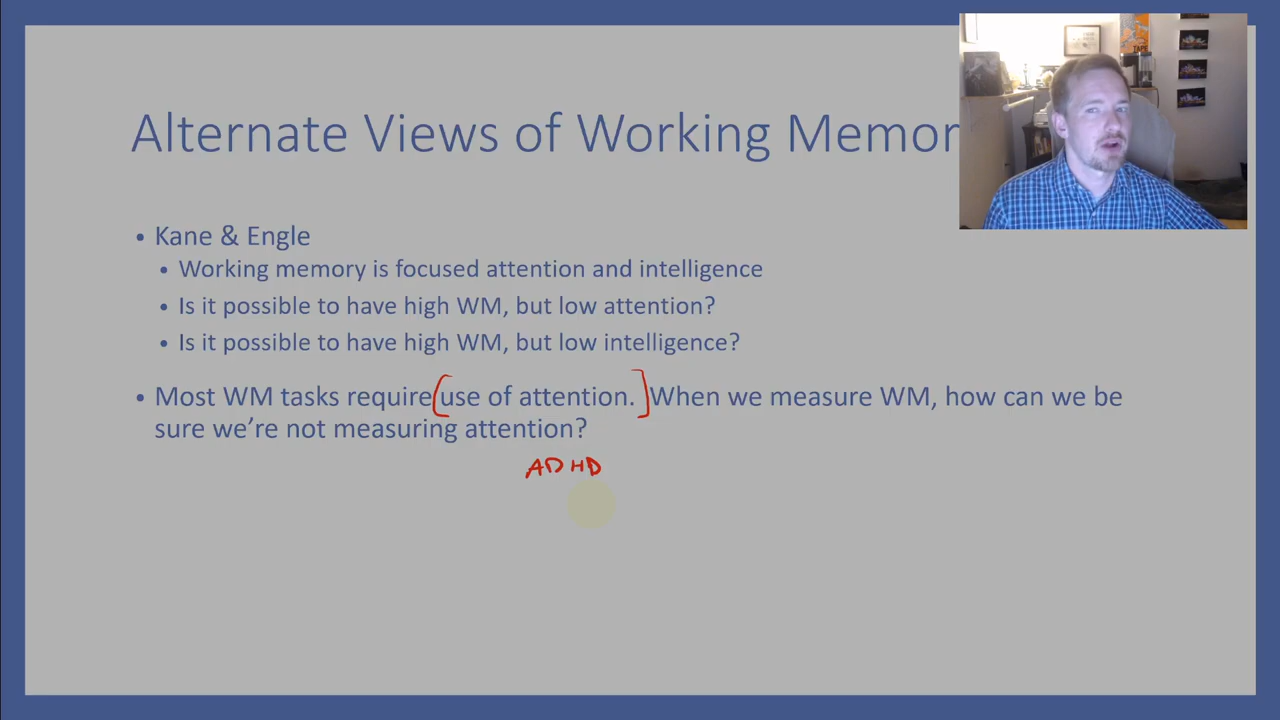 Alternate Views of Working Memor
• Kane & Engle
• Working memory is focused attention and intelligence
• Is it possible to have high WM, but low attention?
• Is it possible to have high WM, but low intelligence?
• Most WM tasks require [use of attention.] When we measure WM, how can we be
sure we’re not measuring attention?
ADHD
TAPE